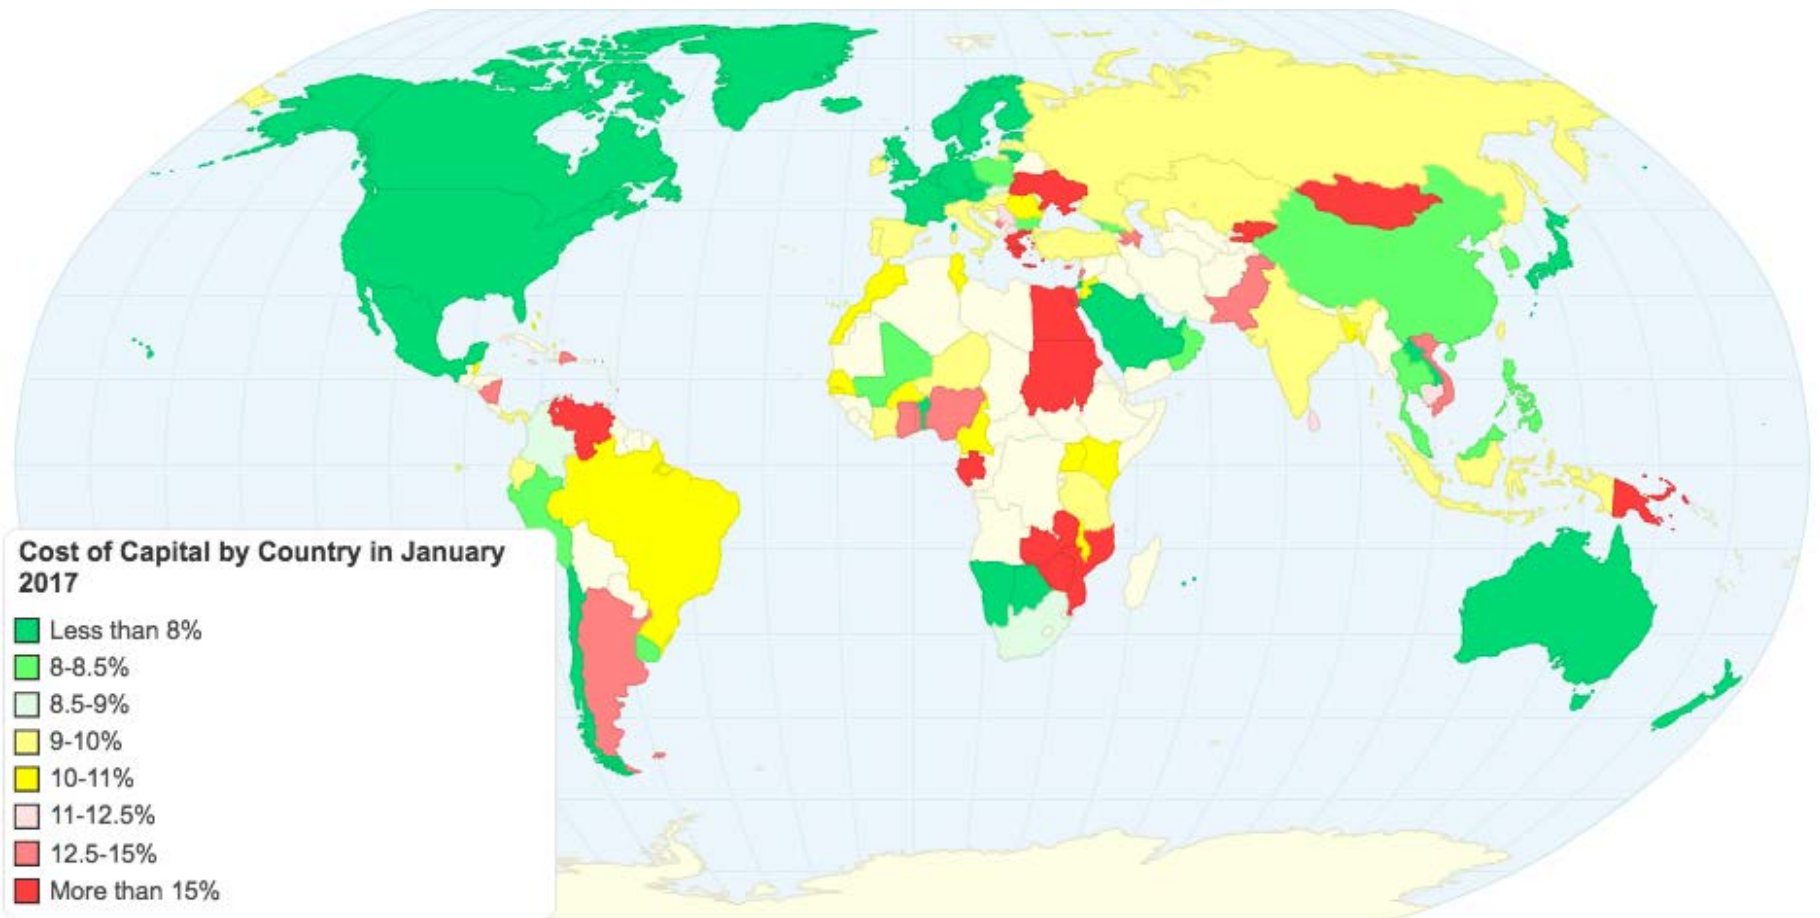 Cost of Capital by Country in January
2017
Less than 8%
8-8.5%
8.5-9%
9-10%
10-11%
11-12.5%
12.5-15%
More than 15%